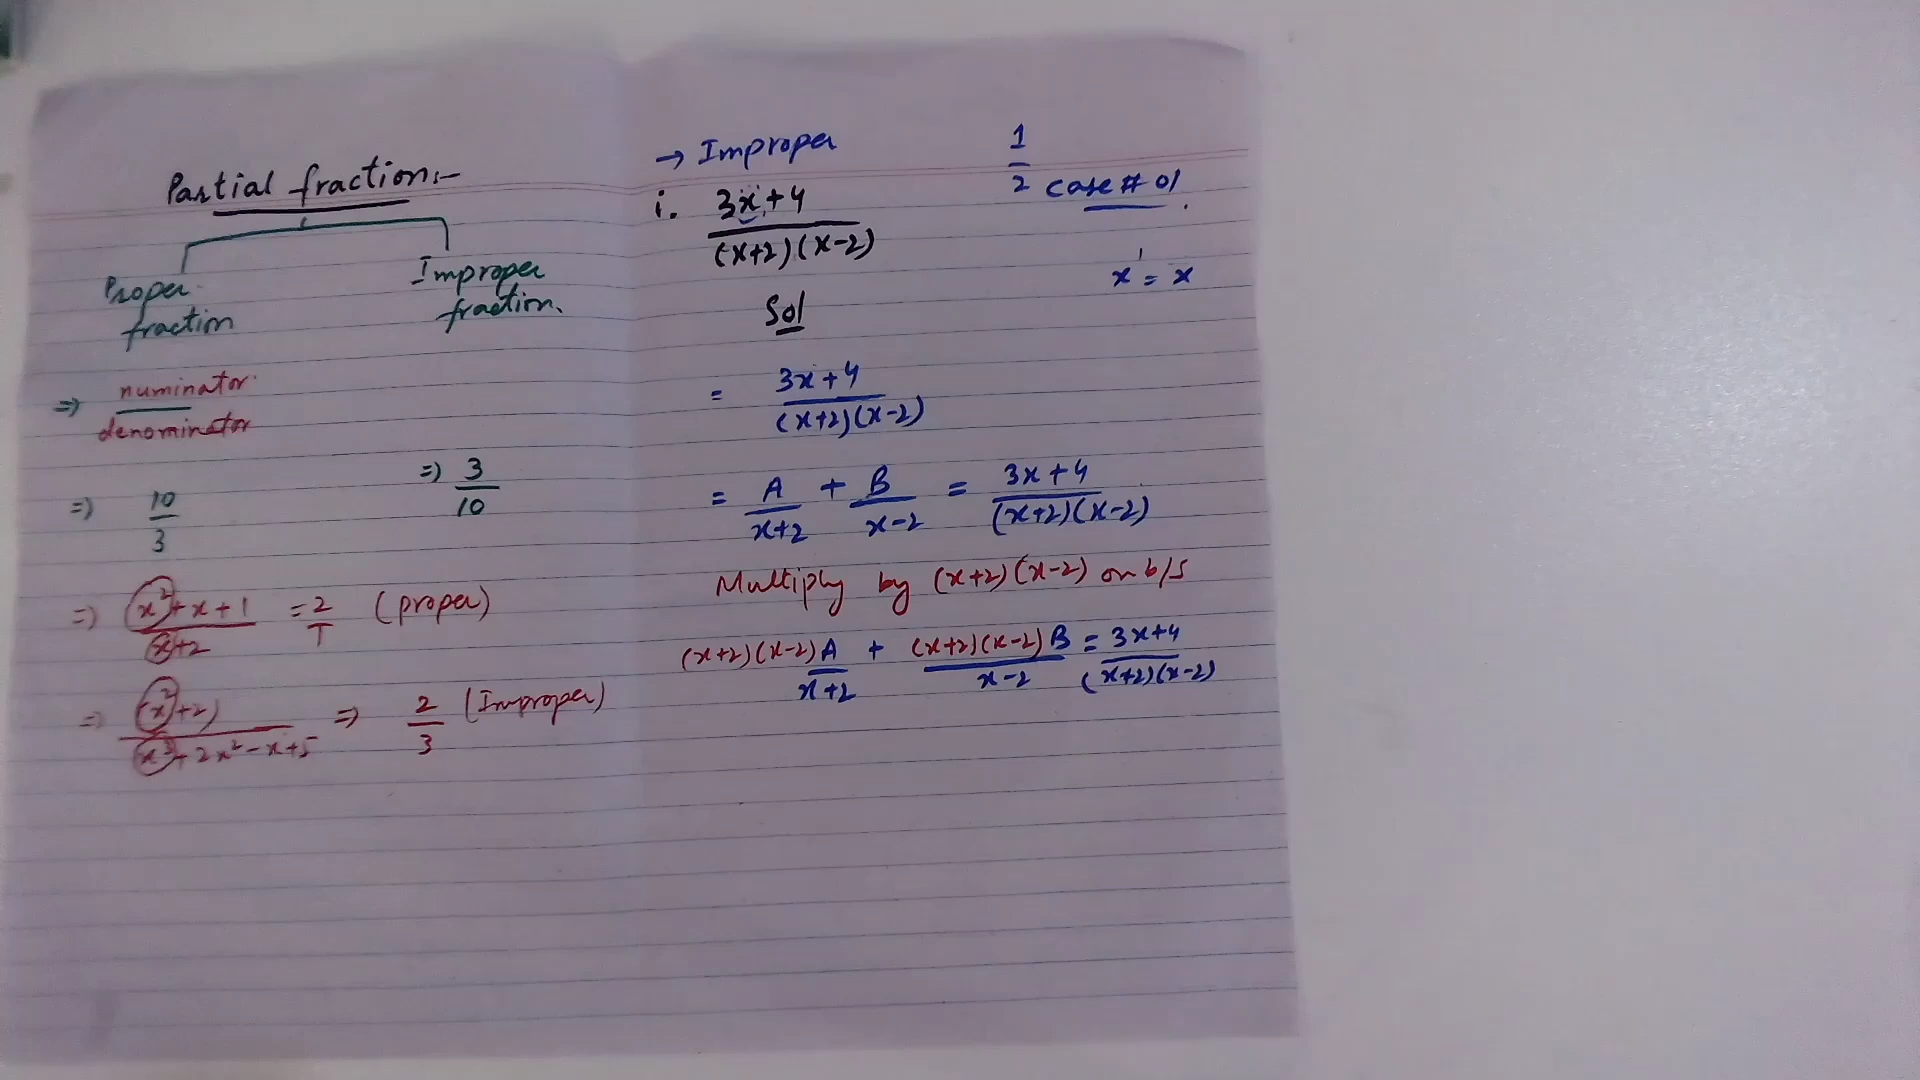 Partial fraction:-
Proper fraction
Improper fraction.
⇒ numinator / denominator
⇒ 10/3
⇒ 3/10
⇒ (x²+x+1)/(x+2) = 2/1 (proper)
⇒ (x²+2)/(x³+2x²-x+5) ⇒ 2/3 (Improper)
→ Improper
1/2 case # 01.
i. (3x+4)/((x+2)(x-2))
x¹ = x
Sol
= (3x+4)/((x+2)(x-2))
= A/(x+2) + B/(x-2) = (3x+4)/((x+2)(x-2))
Multiply by (x+2)(x-2) on b/s
(x+2)(x-2)A/(x+2) + (x+2)(x-2)B/(x-2) = (3x+4)/((x+2)(x-2))